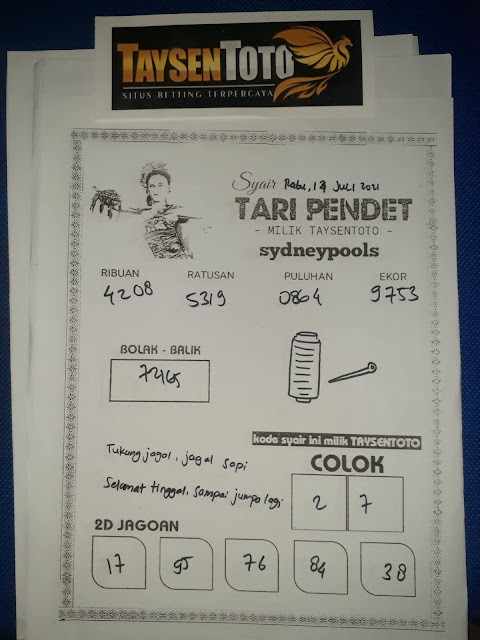 TAYSENTOTO
SITUS BETTING TERPERCAYA
Syair Rabu, 14 Juli 2021
TARI PENDET
- MILIK TAYSENTOTO -
sydneypools
RIBUAN RATUSAN PULUHAN EKOR
4208 5319 0864 9753
BOLAK - BALIK
kode syair ini milik TAYSENTOTO
Tukang jagal, jagal sapi
COLOK
Selamat tinggal, sampai jumpa lagi
2 7
2D JAGOAN
17 95 76 84 38